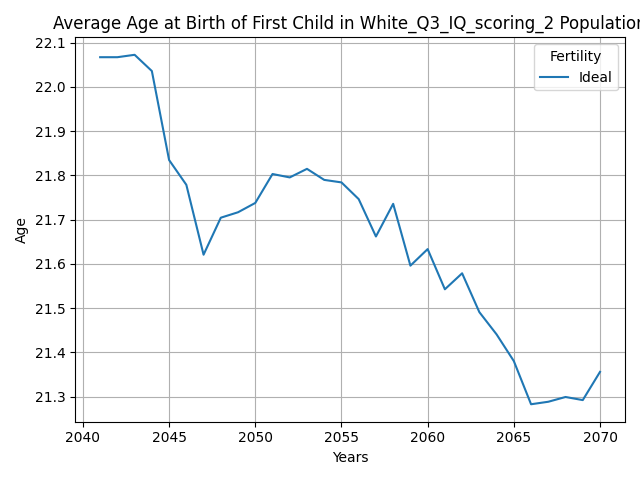 Average Age at Birth of First Child in White_Q3_IQ_scoring_2 Population
Fertility
Ideal
22.1
22.0
21.9
21.8
21.7
21.6
21.5
21.4
21.3
Age
2040 2045 2050 2055 2060 2065 2070
Years